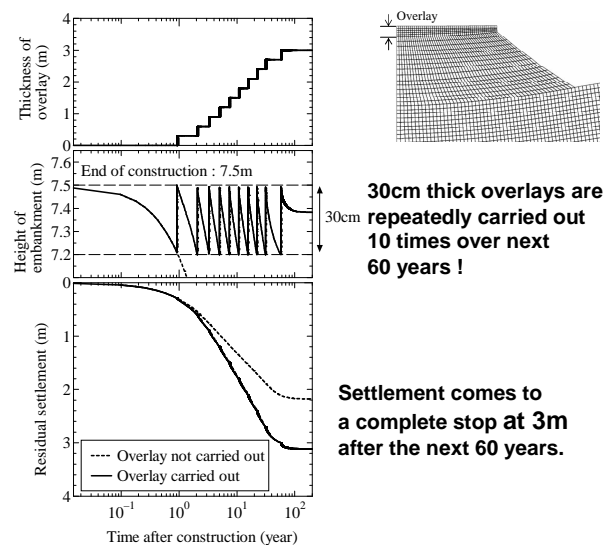 Thickness of
overlay (m)
4
3
2
1
0
Overlay
Height of
embankment (m)
7.6
7.5
7.4
7.3
7.2
End of construction : 7.5m
30cm
30cm thick overlays are
repeatedly carried out
10 times over next
60 years !
Residual settlement (m)
0
1
2
3
4
Overlay not carried out
Overlay carried out
10⁻¹ 10⁰ 10¹ 10²
Time after construction (year)
Settlement comes to
a complete stop at 3m
after the next 60 years.